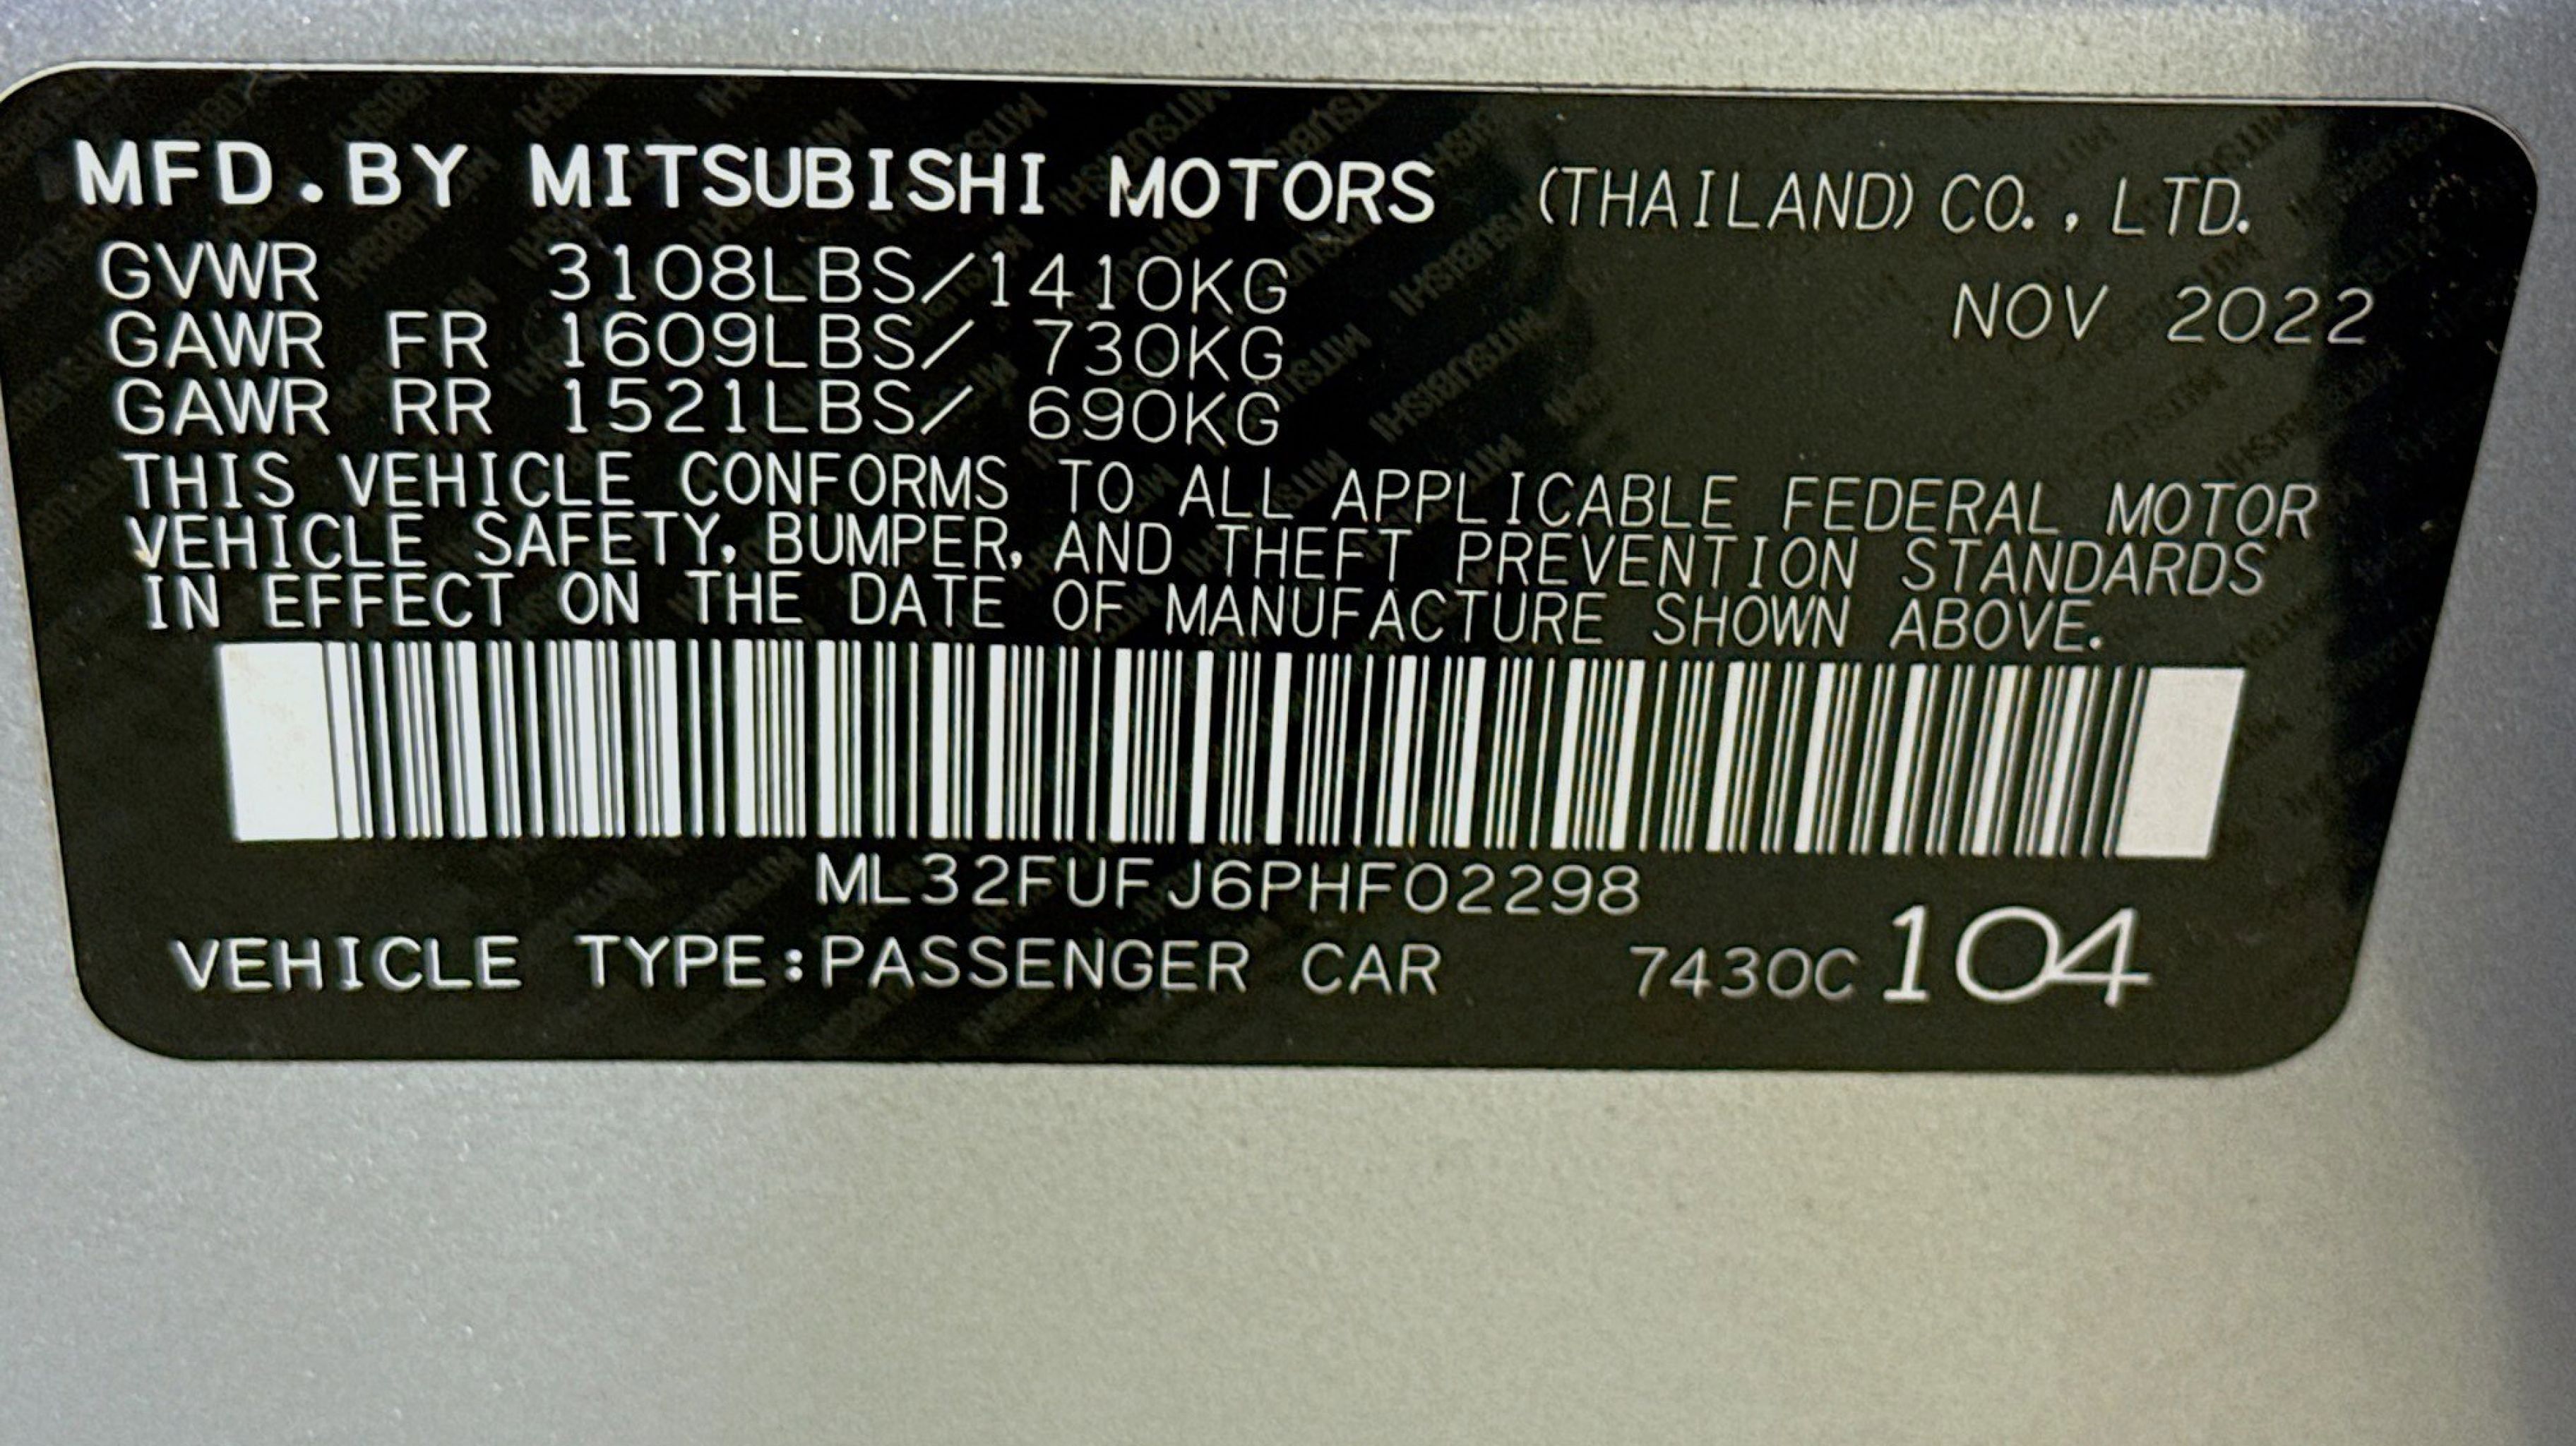 MFD.BY MITSUBISHI MOTORS (THAILAND) CO., LTD.
GVWR 3108LBS/1410KG NOV 2022
GAWR FR 1609LBS/ 730KG
GAWR RR 1521LBS/ 690KG
THIS VEHICLE CONFORMS TO ALL APPLICABLE FEDERAL MOTOR
VEHICLE SAFETY, BUMPER, AND THEFT PREVENTION STANDARDS
IN EFFECT ON THE DATE OF MANUFACTURE SHOWN ABOVE.
ML32FUFJ6PHF02298
VEHICLE TYPE:PASSENGER CAR 7430C 104